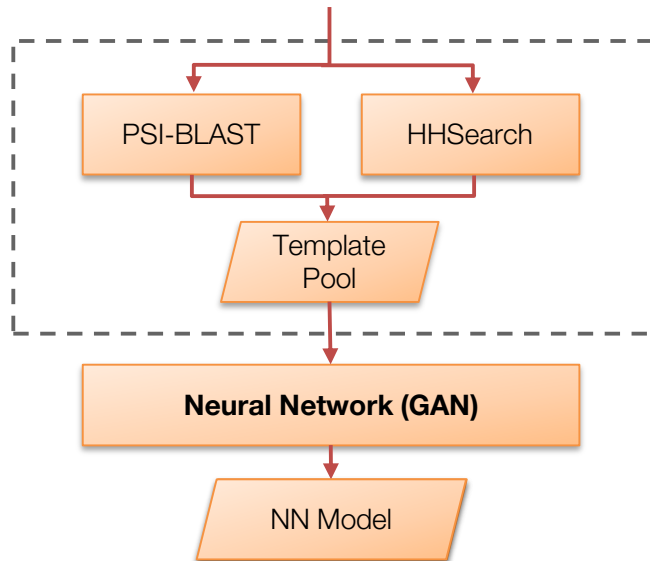 PSI-BLAST
HHSearch
Template
Pool
Neural Network (GAN)
NN Model